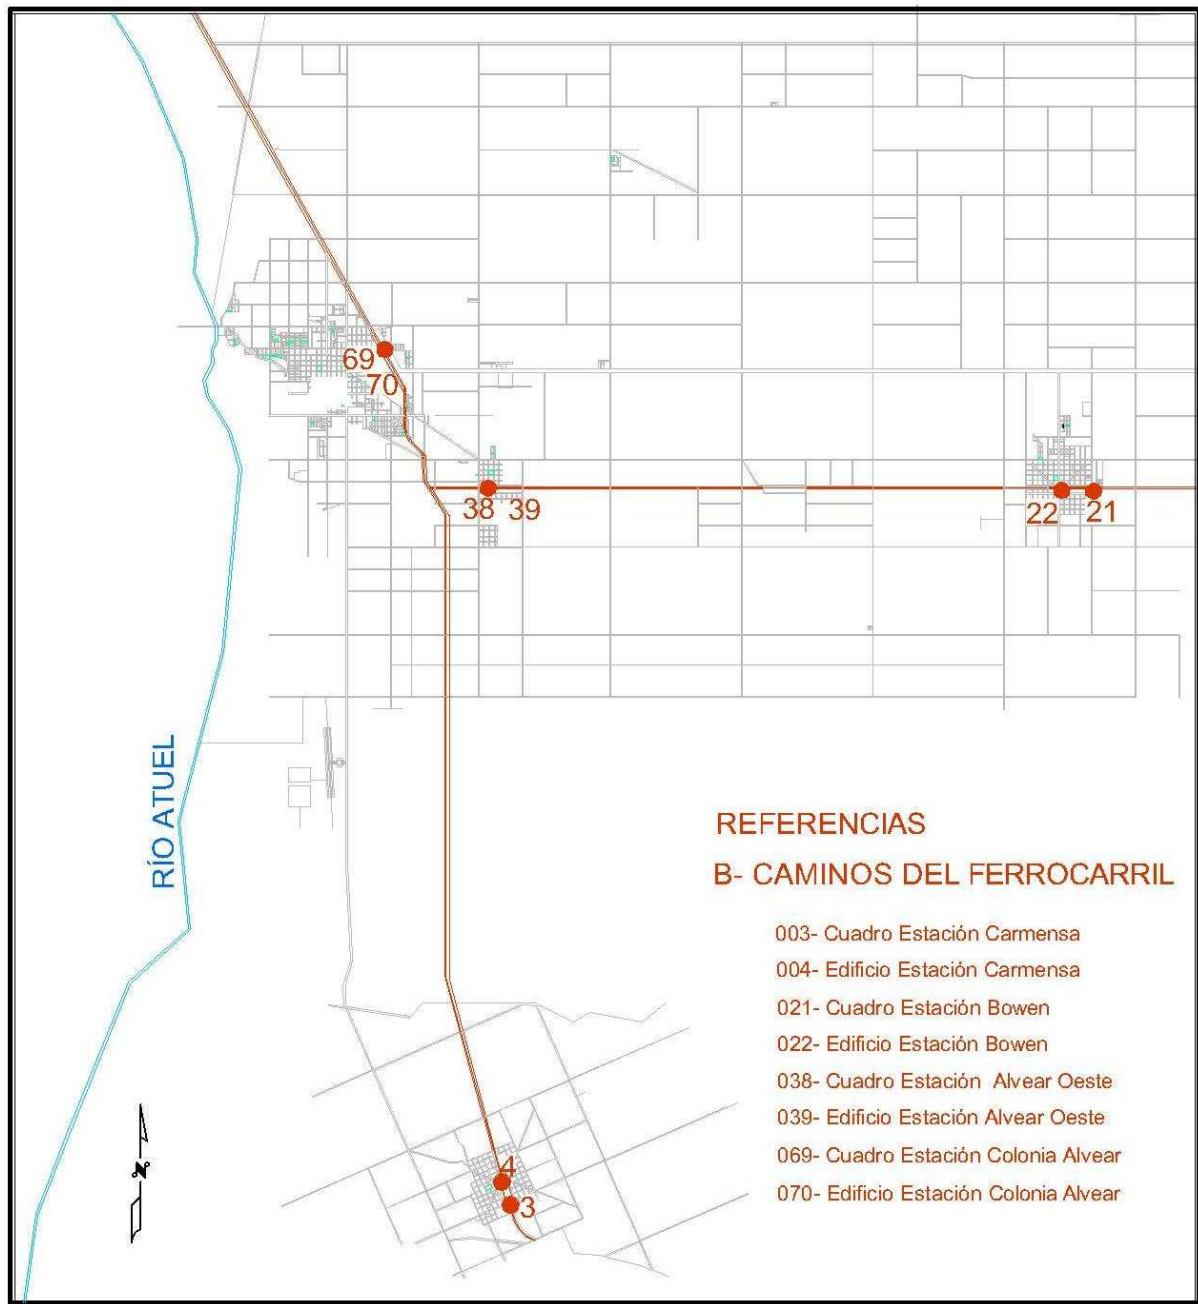 69
70
38 39
22 21
RÍO ATUEL
REFERENCIAS
B- CAMINOS DEL FERROCARRIL
003- Cuadro Estación Carmensa
004- Edificio Estación Carmensa
021- Cuadro Estación Bowen
022- Edificio Estación Bowen
038- Cuadro Estación Alvear Oeste
039- Edificio Estación Alvear Oeste
069- Cuadro Estación Colonia Alvear
070- Edificio Estación Colonia Alvear
N
4
3